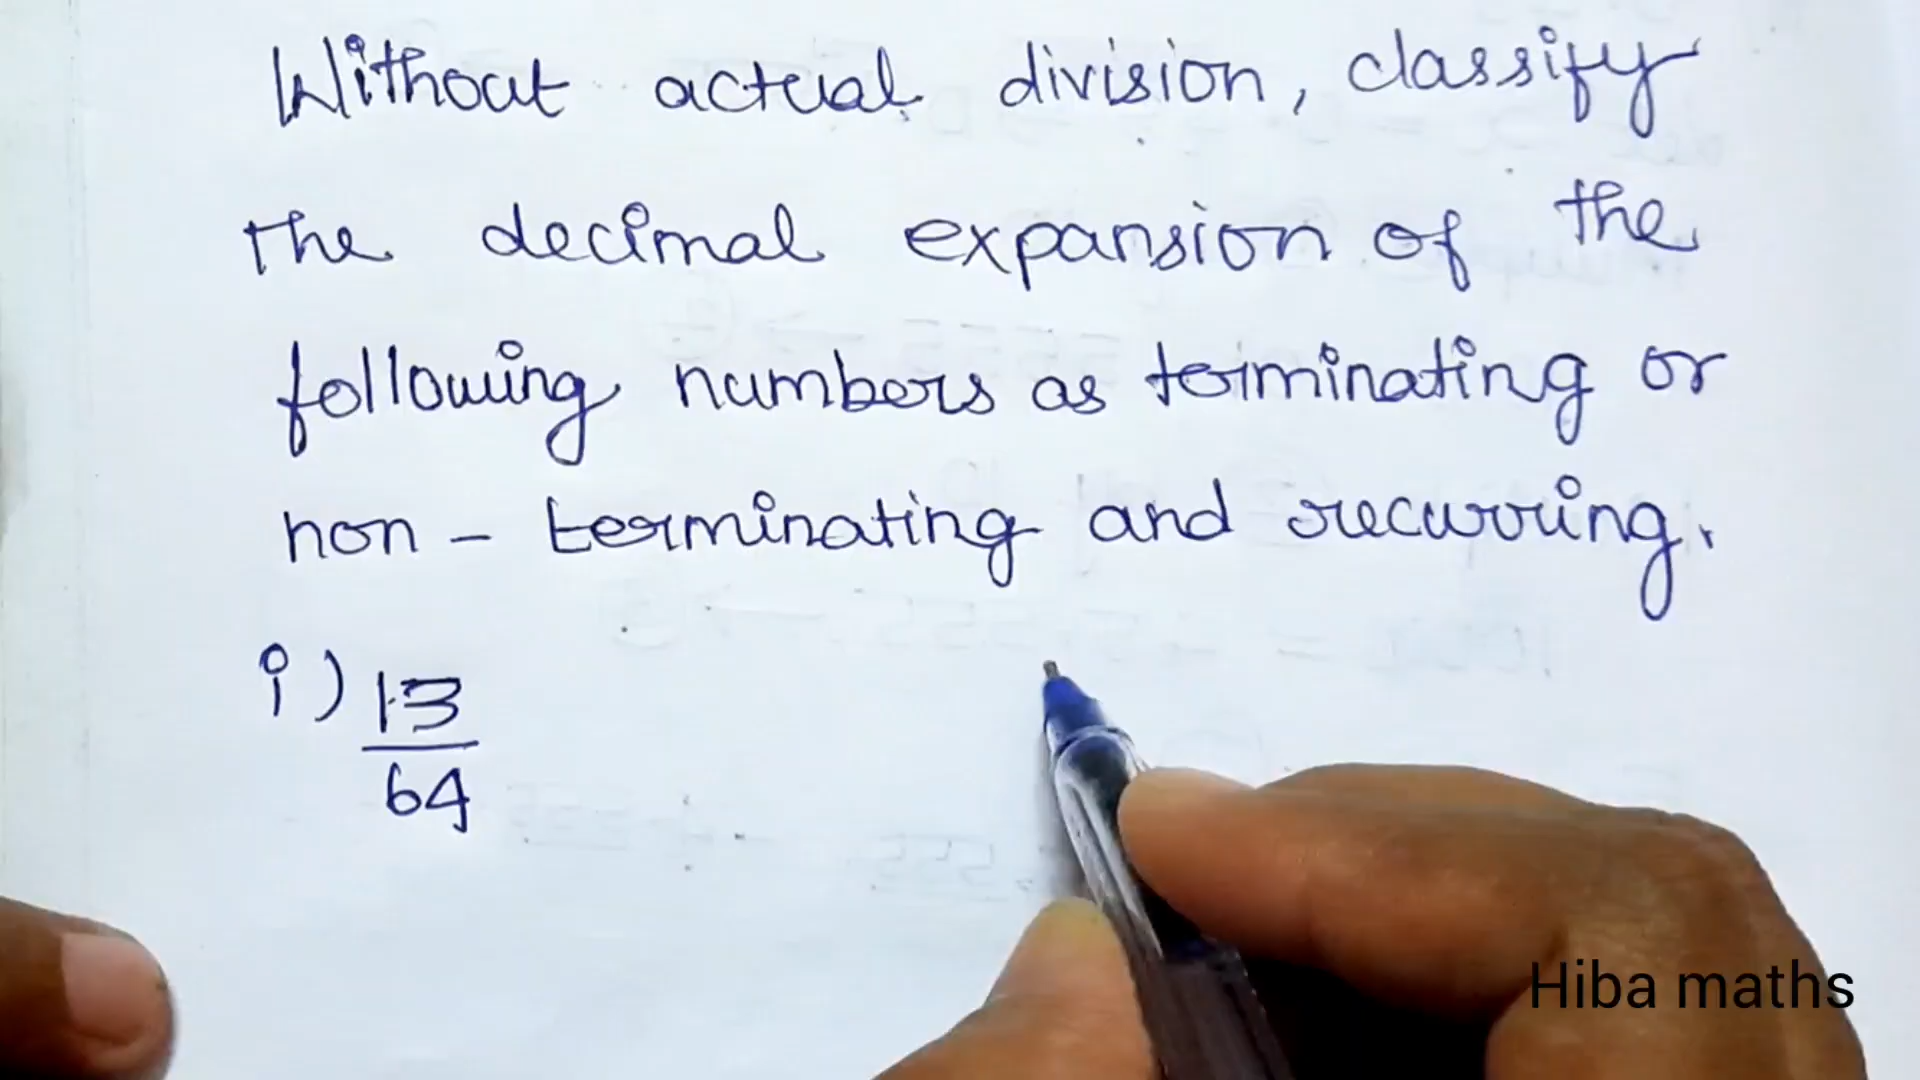 Without actual division, classify
the decimal expansion of the
following numbers as terminating or
non - terminating and recurring.
i) 13/64
Hiba maths